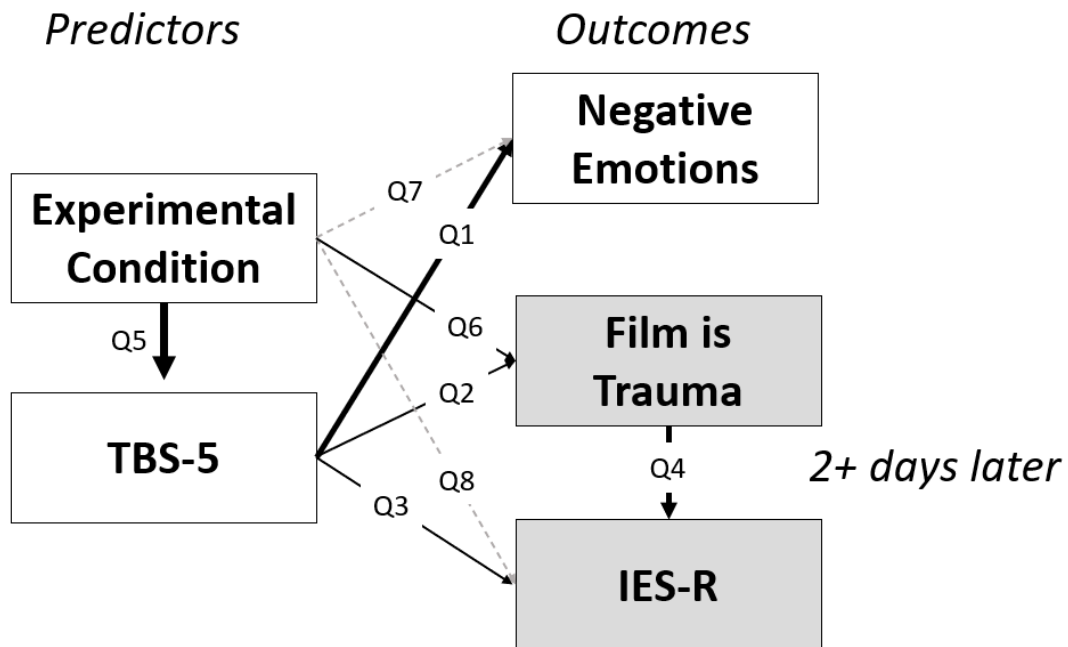 Predictors
Outcomes
Negative
Emotions
Experimental
Condition
Q7
Q1
Q5
Q6
Film is
Trauma
Q2
TBS-5
Q8
Q4
2+ days later
Q3
IES-R